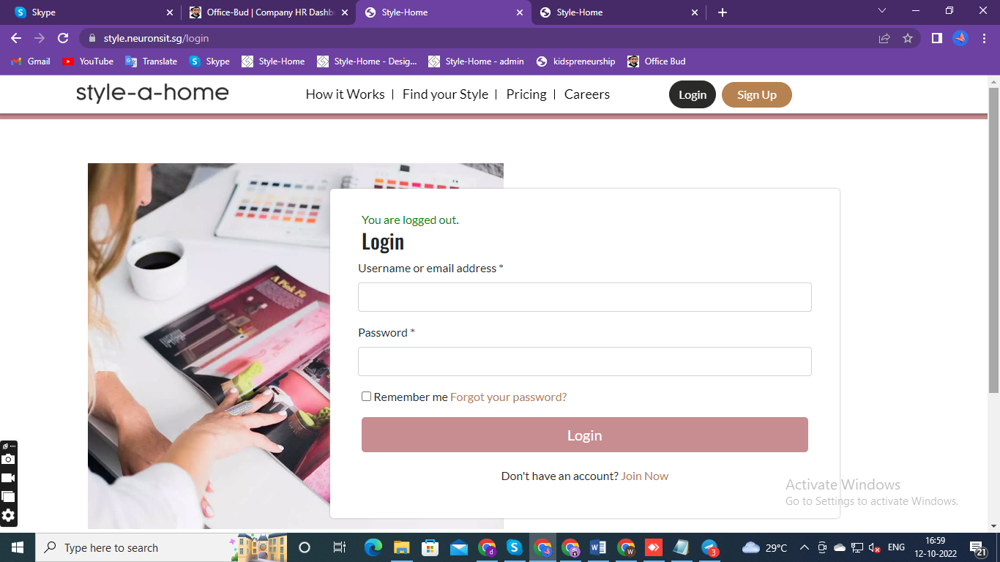 Skype
Office-Bud | Company HR Dashb
Style-Home
Style-Home
style.neuronsit.sg/login
Gmail
YouTube
Translate
Skype
Style-Home
Style-Home - Desig...
Style-Home - admin
kidspreneurship
Office Bud
style-a-home
How it Works
Find your Style
Pricing
Careers
Login
Sign Up
A Pink Fit
You are logged out.
Login
Username or email address *
Password *
Remember me Forgot your password?
Login
Don't have an account? Join Now
Activate Windows
Go to Settings to activate Windows.
Type here to search
29°C
ENG
16:59
12-10-2022
3
21